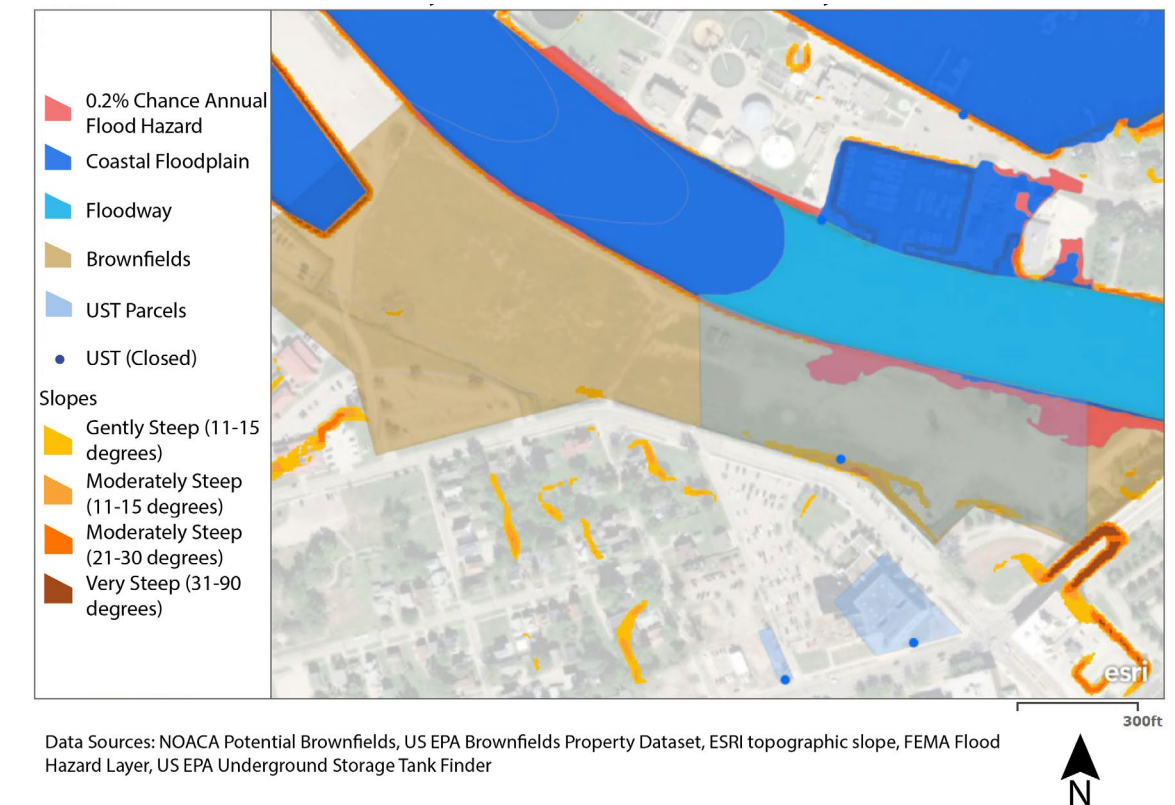 0.2% Chance Annual
Flood Hazard
Coastal Floodplain
Floodway
Brownfields
UST Parcels
UST (Closed)
Slopes
Gently Steep (11-15
degrees)
Moderately Steep
(11-15 degrees)
Moderately Steep
(21-30 degrees)
Very Steep (31-90
degrees)
esri
300ft
Data Sources: NOACA Potential Brownfields, US EPA Brownfields Property Dataset, ESRI topographic slope, FEMA Flood
Hazard Layer, US EPA Underground Storage Tank Finder
N